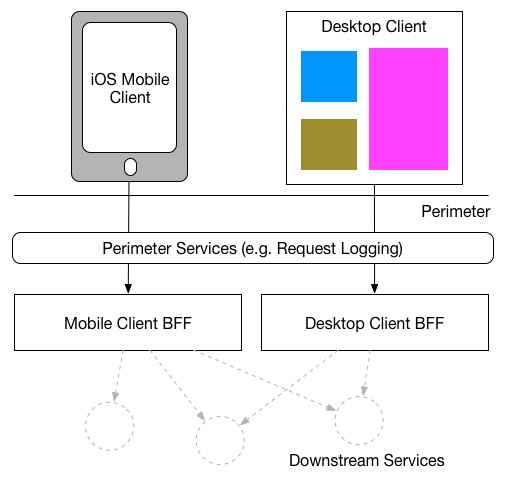 Desktop Client
iOS Mobile
Client
Perimeter
Perimeter Services (e.g. Request Logging)
Mobile Client BFF
Desktop Client BFF
Downstream Services